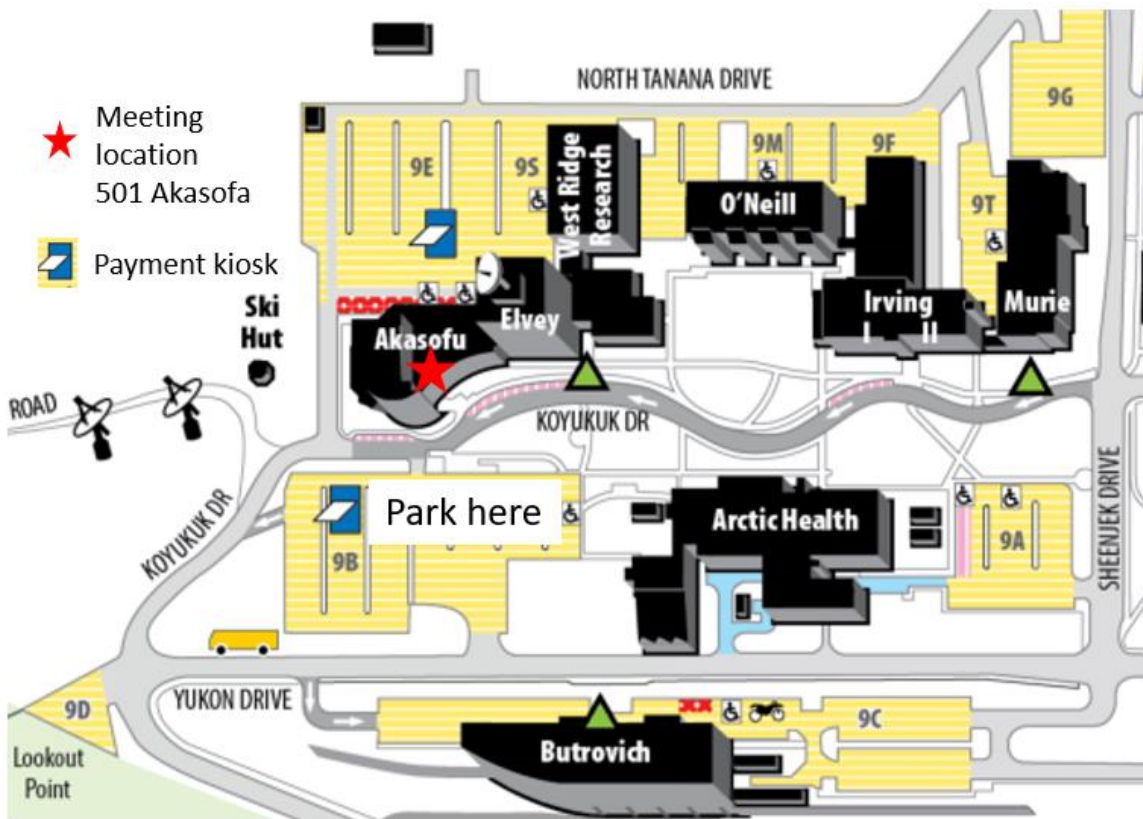 NORTH TANANA DRIVE
9G
Meeting
location
501 Akasofa
9E
9S
West Ridge
Research
9M
9F
O'Neill
9T
Payment kiosk
Ski
Hut
Akasofu
Elvey
Irving
I II
Murie
ROAD
KOYUKUK DR
KOYUKUK DR
SHEENJEK DRIVE
Park here
9B
Arctic Health
9A
YUKON DRIVE
9D
9C
Lookout
Point
Butrovich